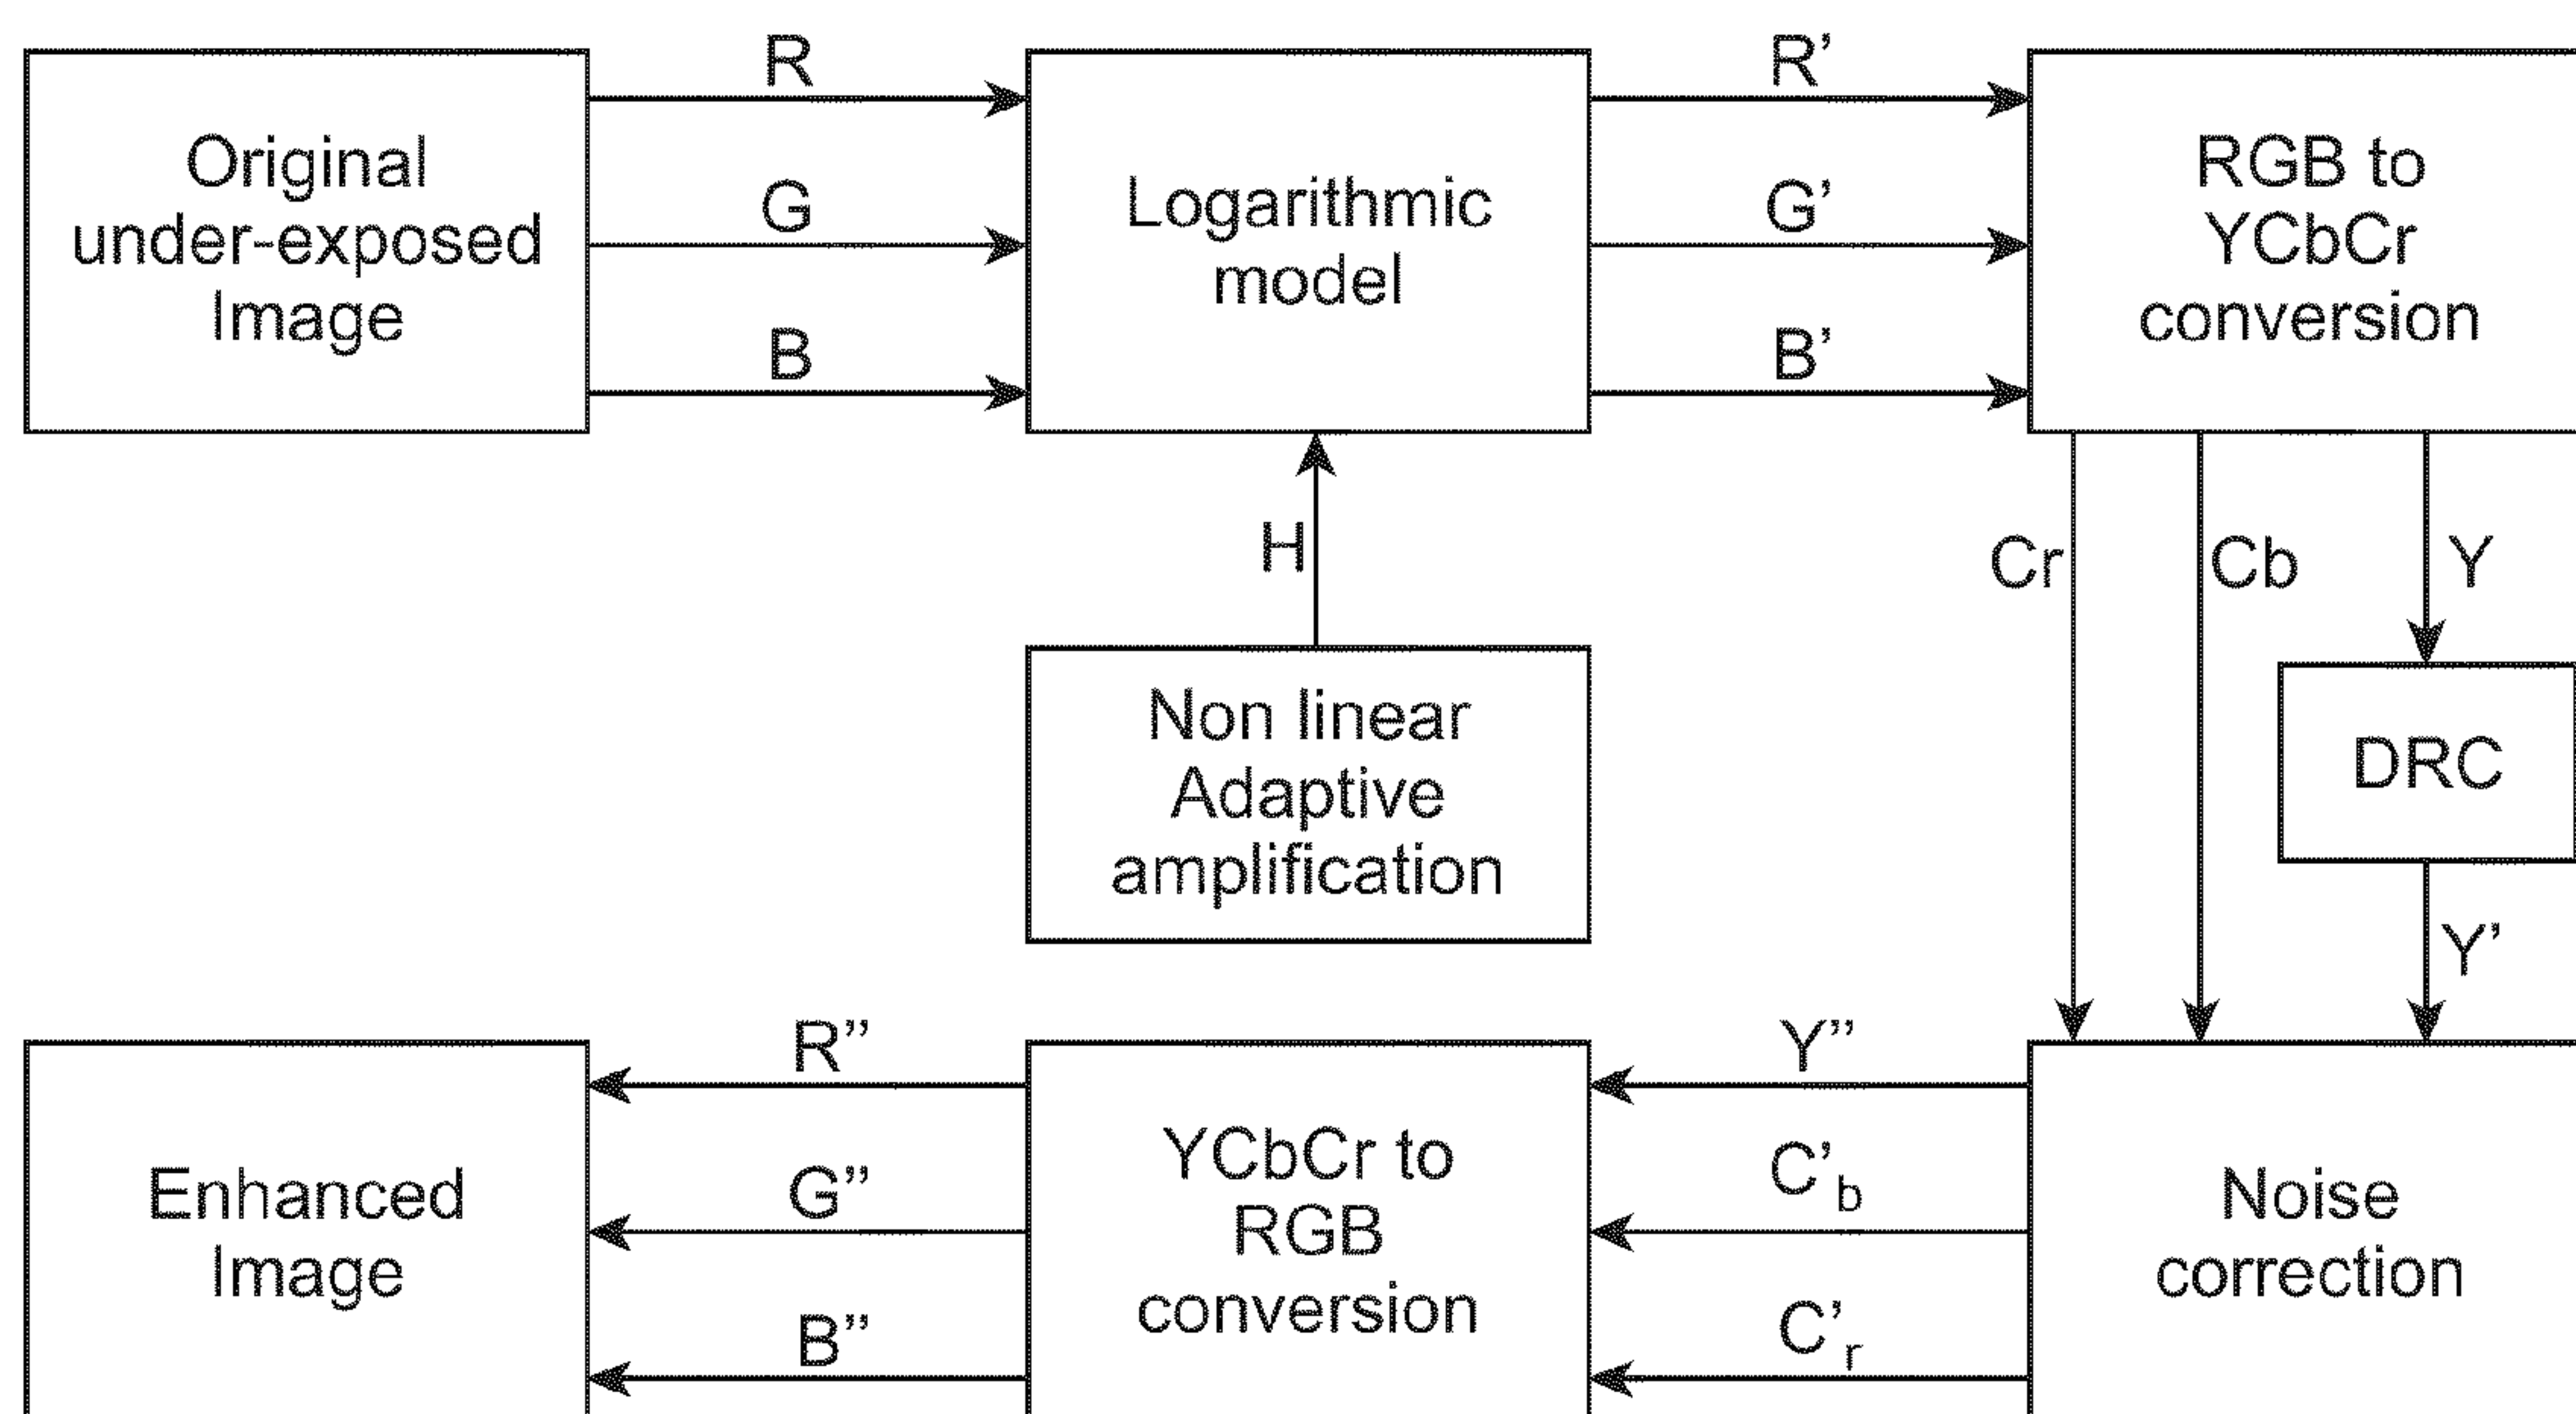 Original
under-exposed
Image
R
G
B
Logarithmic
model
R’
G’
B’
RGB to
YCbCr
conversion
H
Cr
Cb
Y
Non linear
Adaptive
amplification
DRC
Y’
Enhanced
Image
R”
G”
B”
YCbCr to
RGB
conversion
Y”
C’b
C’r
Noise
correction